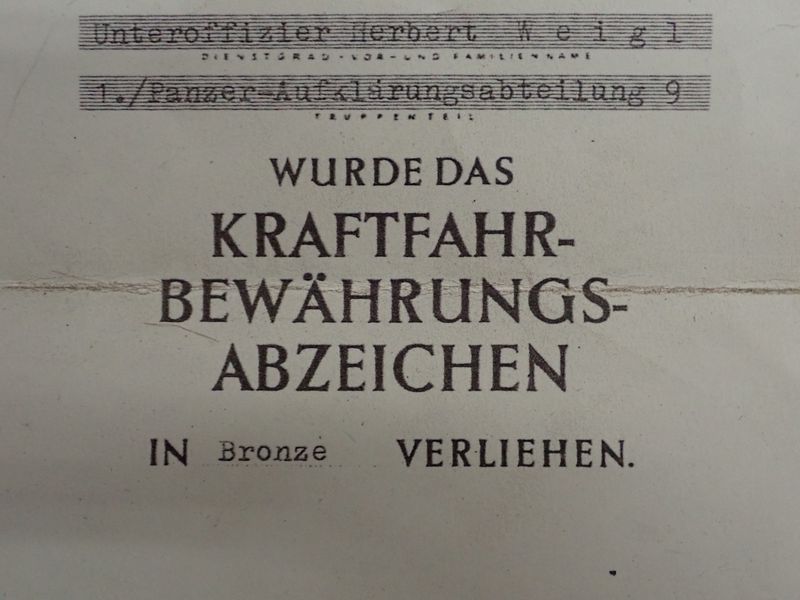 Unteroffizier Herbert W e i g l
DIENSTGRAD · VOR- UND FAMILIENNAME
1./Panzer-Aufklärungsabteilung 9
TRUPPENTEIL
WURDE DAS
KRAFTFAHR-
BEWÄHRUNGS-
ABZEICHEN
IN Bronze VERLIEHEN.